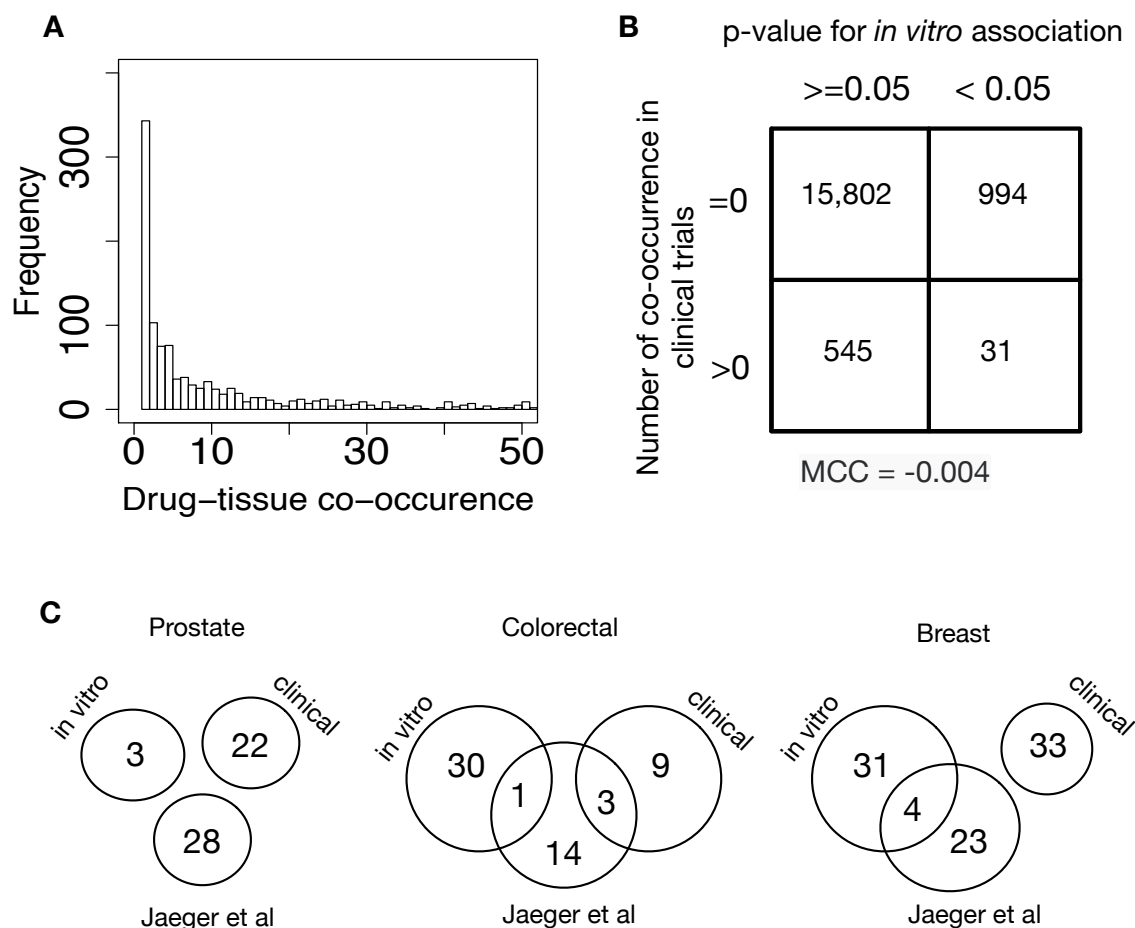 A
Frequency
0
100
300
0
10
30
50
Drug–tissue co–occurence
B
p-value for in vitro association
>=0.05
< 0.05
Number of co-occurrence in
clinical trials
=0
15,802
994
>0
545
31
MCC = -0.004
C
Prostate
in vitro
clinical
3
22
28
Jaeger et al
Colorectal
in vitro
clinical
30
1
3
9
14
Jaeger et al
Breast
in vitro
clinical
31
4
23
33
Jaeger et al